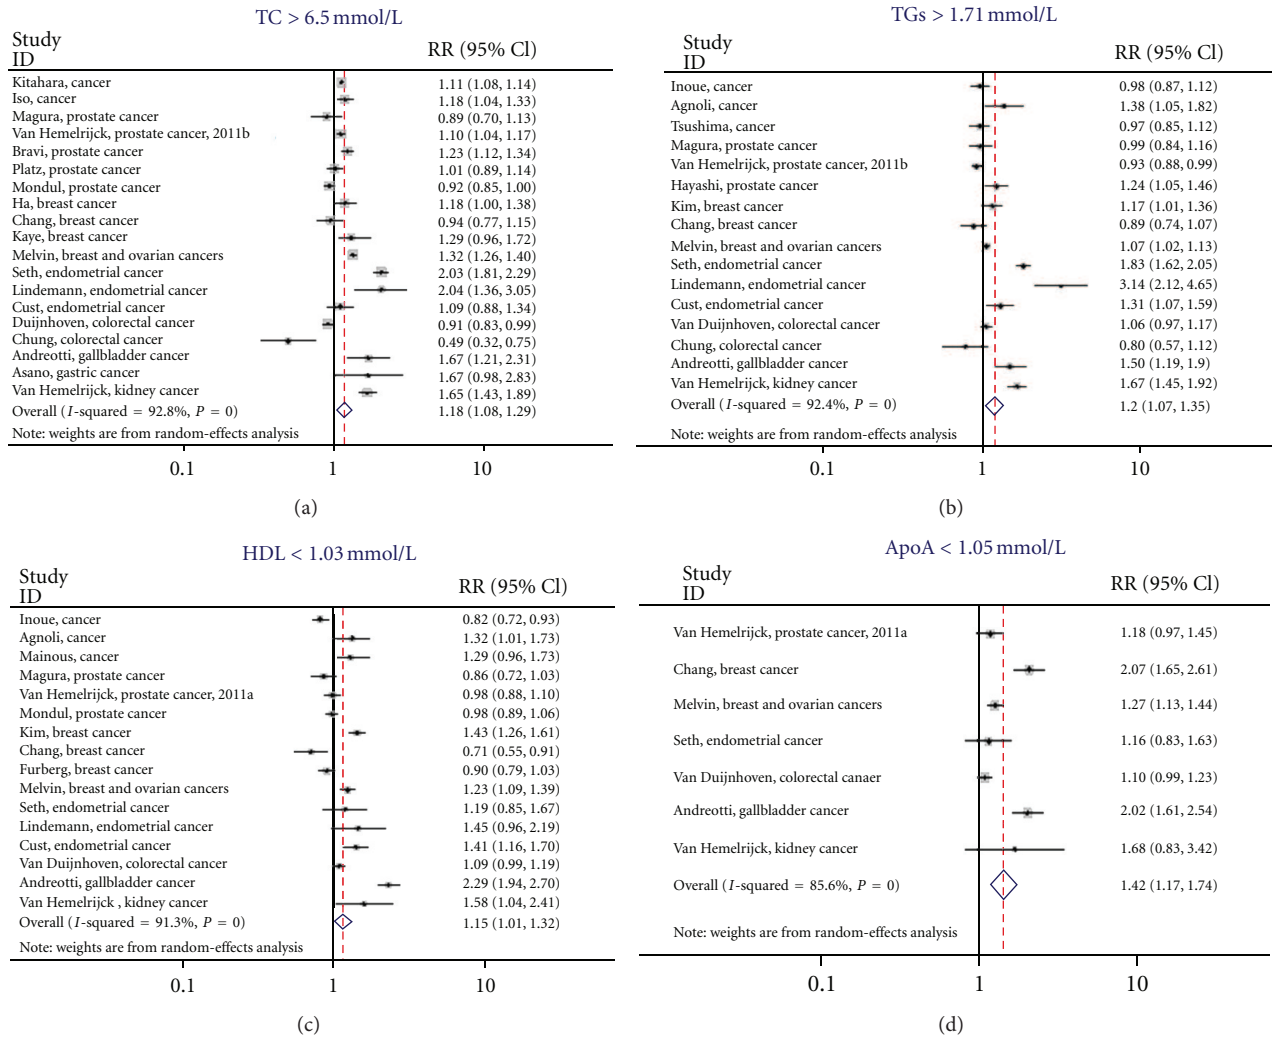 TC > 6.5 mmol/L
Study
ID
RR (95% Cl)
Kitahara, cancer 1.11 (1.08, 1.14)
Iso, cancer 1.18 (1.04, 1.33)
Magura, prostate cancer 0.89 (0.70, 1.13)
Van Hemelrijck, prostate cancer, 2011b 1.10 (1.04, 1.17)
Bravi, prostate cancer 1.23 (1.12, 1.34)
Platz, prostate cancer 1.01 (0.89, 1.14)
Mondul, prostate cancer 0.92 (0.85, 1.00)
Ha, breast cancer 1.18 (1.00, 1.38)
Chang, breast cancer 0.94 (0.77, 1.15)
Kaye, breast cancer 1.29 (0.96, 1.72)
Melvin, breast and ovarian cancers 1.32 (1.26, 1.40)
Seth, endometrial cancer 2.03 (1.81, 2.29)
Lindemann, endometrial cancer 2.04 (1.36, 3.05)
Cust, endometrial cancer 1.09 (0.88, 1.34)
Duijnhoven, colorectal cancer 0.91 (0.83, 0.99)
Chung, colorectal cancer 0.49 (0.32, 0.75)
Andreotti, gallbladder cancer 1.67 (1.21, 2.31)
Asano, gastric cancer 1.67 (0.98, 2.83)
Van Hemelrijck, kidney cancer 1.65 (1.43, 1.89)
Overall (I-squared = 92.8%, P = 0) 1.18 (1.08, 1.29)
Note: weights are from random-effects analysis
0.1 1 10
(a)
TGs > 1.71 mmol/L
Study
ID
RR (95% Cl)
Inoue, cancer 0.98 (0.87, 1.12)
Agnoli, cancer 1.38 (1.05, 1.82)
Tsushima, cancer 0.97 (0.85, 1.12)
Magura, prostate cancer 0.99 (0.84, 1.16)
Van Hemelrijck, prostate cancer, 2011b 0.93 (0.88, 0.99)
Hayashi, prostate cancer 1.24 (1.05, 1.46)
Kim, breast cancer 1.17 (1.01, 1.36)
Chang, breast cancer 0.89 (0.74, 1.07)
Melvin, breast and ovarian cancers 1.07 (1.02, 1.13)
Seth, endometrial cancer 1.83 (1.62, 2.05)
Lindemann, endometrial cancer 3.14 (2.12, 4.65)
Cust, endometrial cancer 1.31 (1.07, 1.59)
Van Duijnhoven, colorectal cancer 1.06 (0.97, 1.17)
Chung, colorectal cancer 0.80 (0.57, 1.12)
Andreotti, gallbladder cancer 1.50 (1.19, 1.9)
Van Hemelrijck, kidney cancer 1.67 (1.45, 1.92)
Overall (I-squared = 92.4%, P = 0) 1.2 (1.07, 1.35)
Note: weights are from random-effects analysis
0.1 1 10
(b)
HDL < 1.03 mmol/L
Study
ID
RR (95% Cl)
Inoue, cancer 0.82 (0.72, 0.93)
Agnoli, cancer 1.32 (1.01, 1.73)
Mainous, cancer 1.29 (0.96, 1.73)
Magura, prostate cancer 0.86 (0.72, 1.03)
Van Hemelrijck, prostate cancer, 2011a 0.98 (0.88, 1.10)
Mondul, prostate cancer 0.98 (0.89, 1.06)
Kim, breast cancer 1.43 (1.26, 1.61)
Chang, breast cancer 0.71 (0.55, 0.91)
Furberg, breast cancer 0.90 (0.79, 1.03)
Melvin, breast and ovarian cancers 1.23 (1.09, 1.39)
Seth, endometrial cancer 1.19 (0.85, 1.67)
Lindemann, endometrial cancer 1.45 (0.96, 2.19)
Cust, endometrial cancer 1.41 (1.16, 1.70)
Van Duijnhoven, colorectal cancer 1.09 (0.99, 1.19)
Andreotti, gallbladder cancer 2.29 (1.94, 2.70)
Van Hemelrijck , kidney cancer 1.58 (1.04, 2.41)
Overall (I-squared = 91.3%, P = 0) 1.15 (1.01, 1.32)
Note: weights are from random-effects analysis
0.1 1 10
(c)
ApoA < 1.05 mmol/L
Study
ID
RR (95% Cl)
Van Hemelrijck, prostate cancer, 2011a 1.18 (0.97, 1.45)
Chang, breast cancer 2.07 (1.65, 2.61)
Melvin, breast and ovarian cancers 1.27 (1.13, 1.44)
Seth, endometrial cancer 1.16 (0.83, 1.63)
Van Duijnhoven, colorectal canaer 1.10 (0.99, 1.23)
Andreotti, gallbladder cancer 2.02 (1.61, 2.54)
Van Hemelrijck, kidney cancer 1.68 (0.83, 3.42)
Overall (I-squared = 85.6%, P = 0) 1.42 (1.17, 1.74)
Note: weights are from random-effects analysis
0.1 1 10
(d)